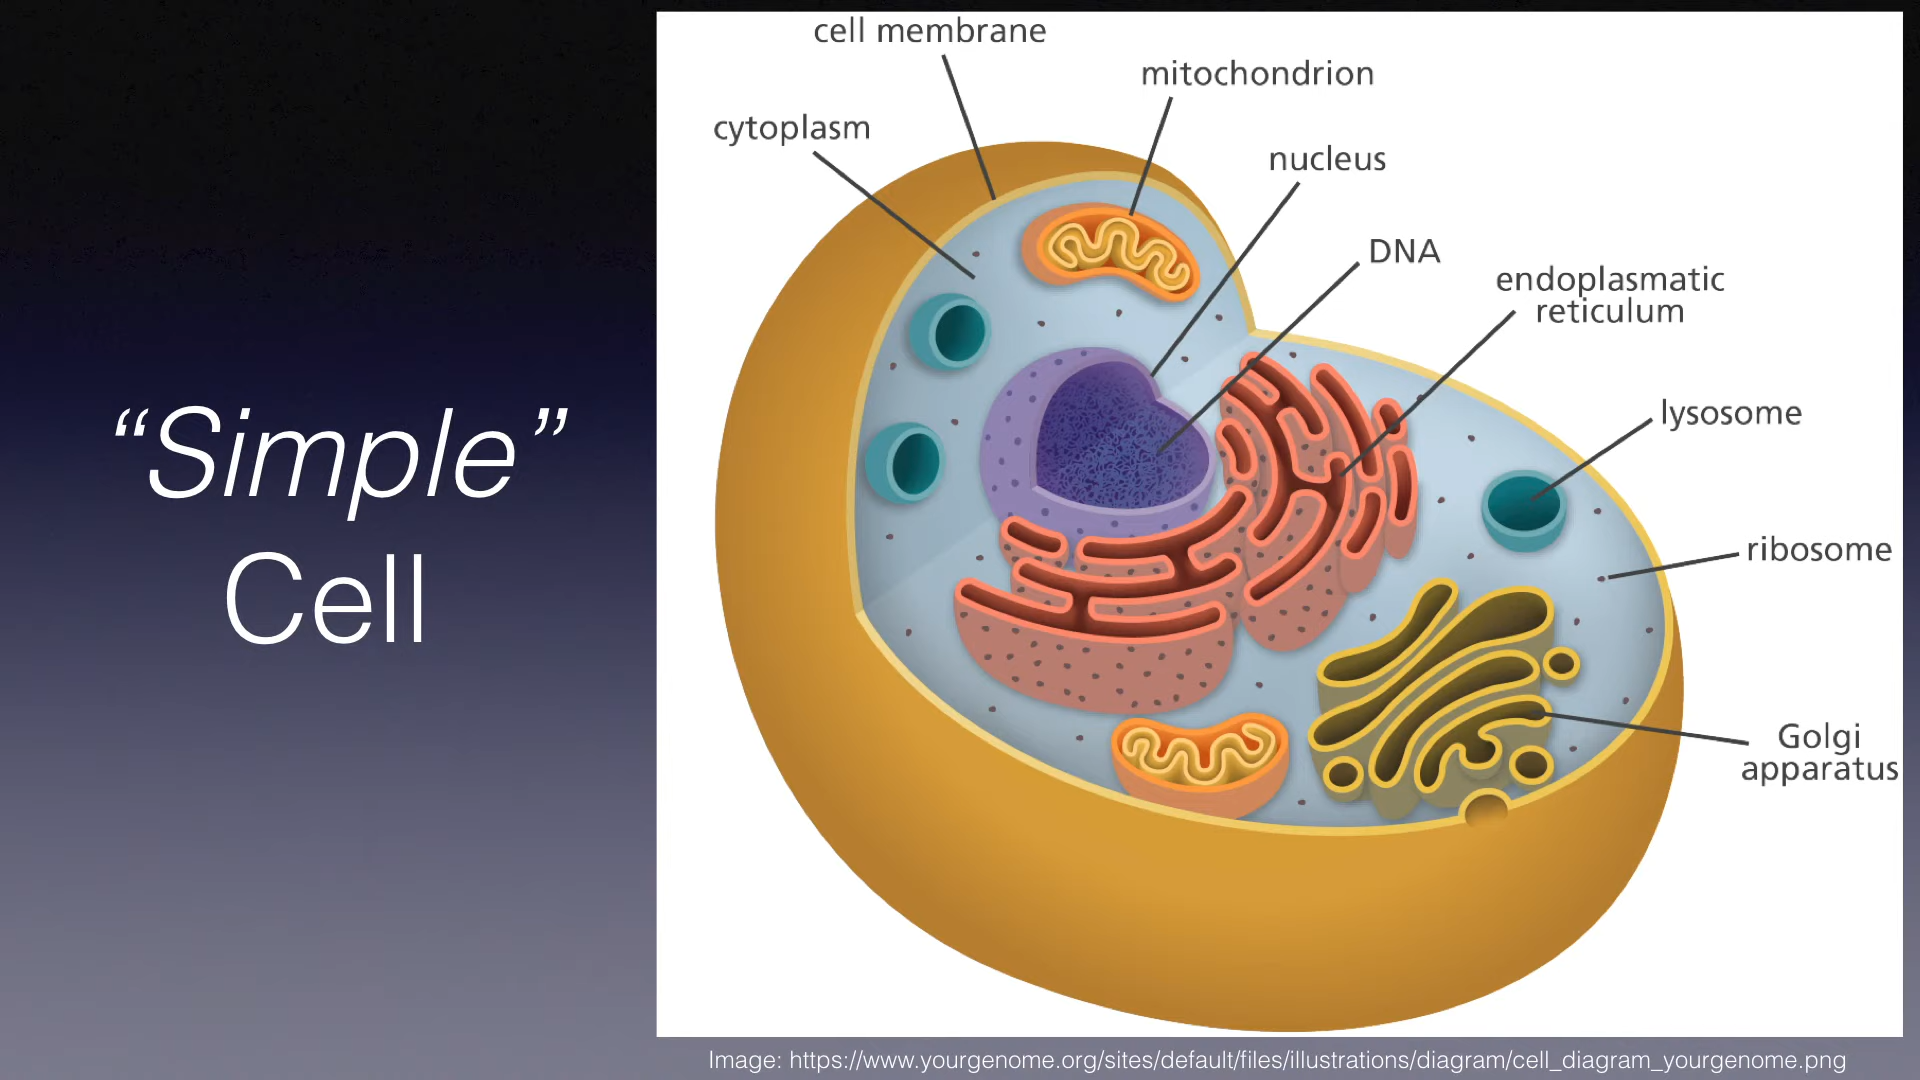 “Simple”
Cell
cell membrane
mitochondrion
cytoplasm
nucleus
DNA
endoplasmatic
reticulum
lysosome
ribosome
Golgi
apparatus
Image: https://www.yourgenome.org/sites/default/files/illustrations/diagram/cell_diagram_yourgenome.png